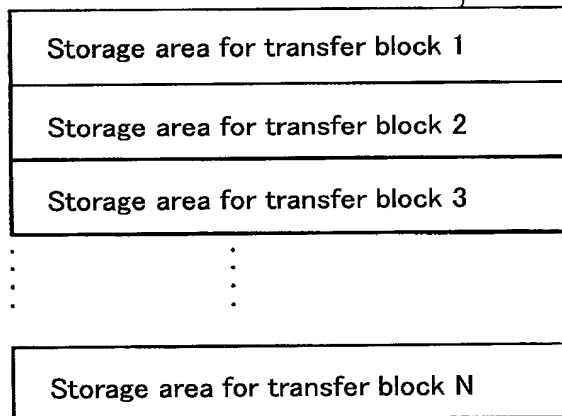 Storage area for transfer block 1
Storage area for transfer block 2
Storage area for transfer block 3
Storage area for transfer block N